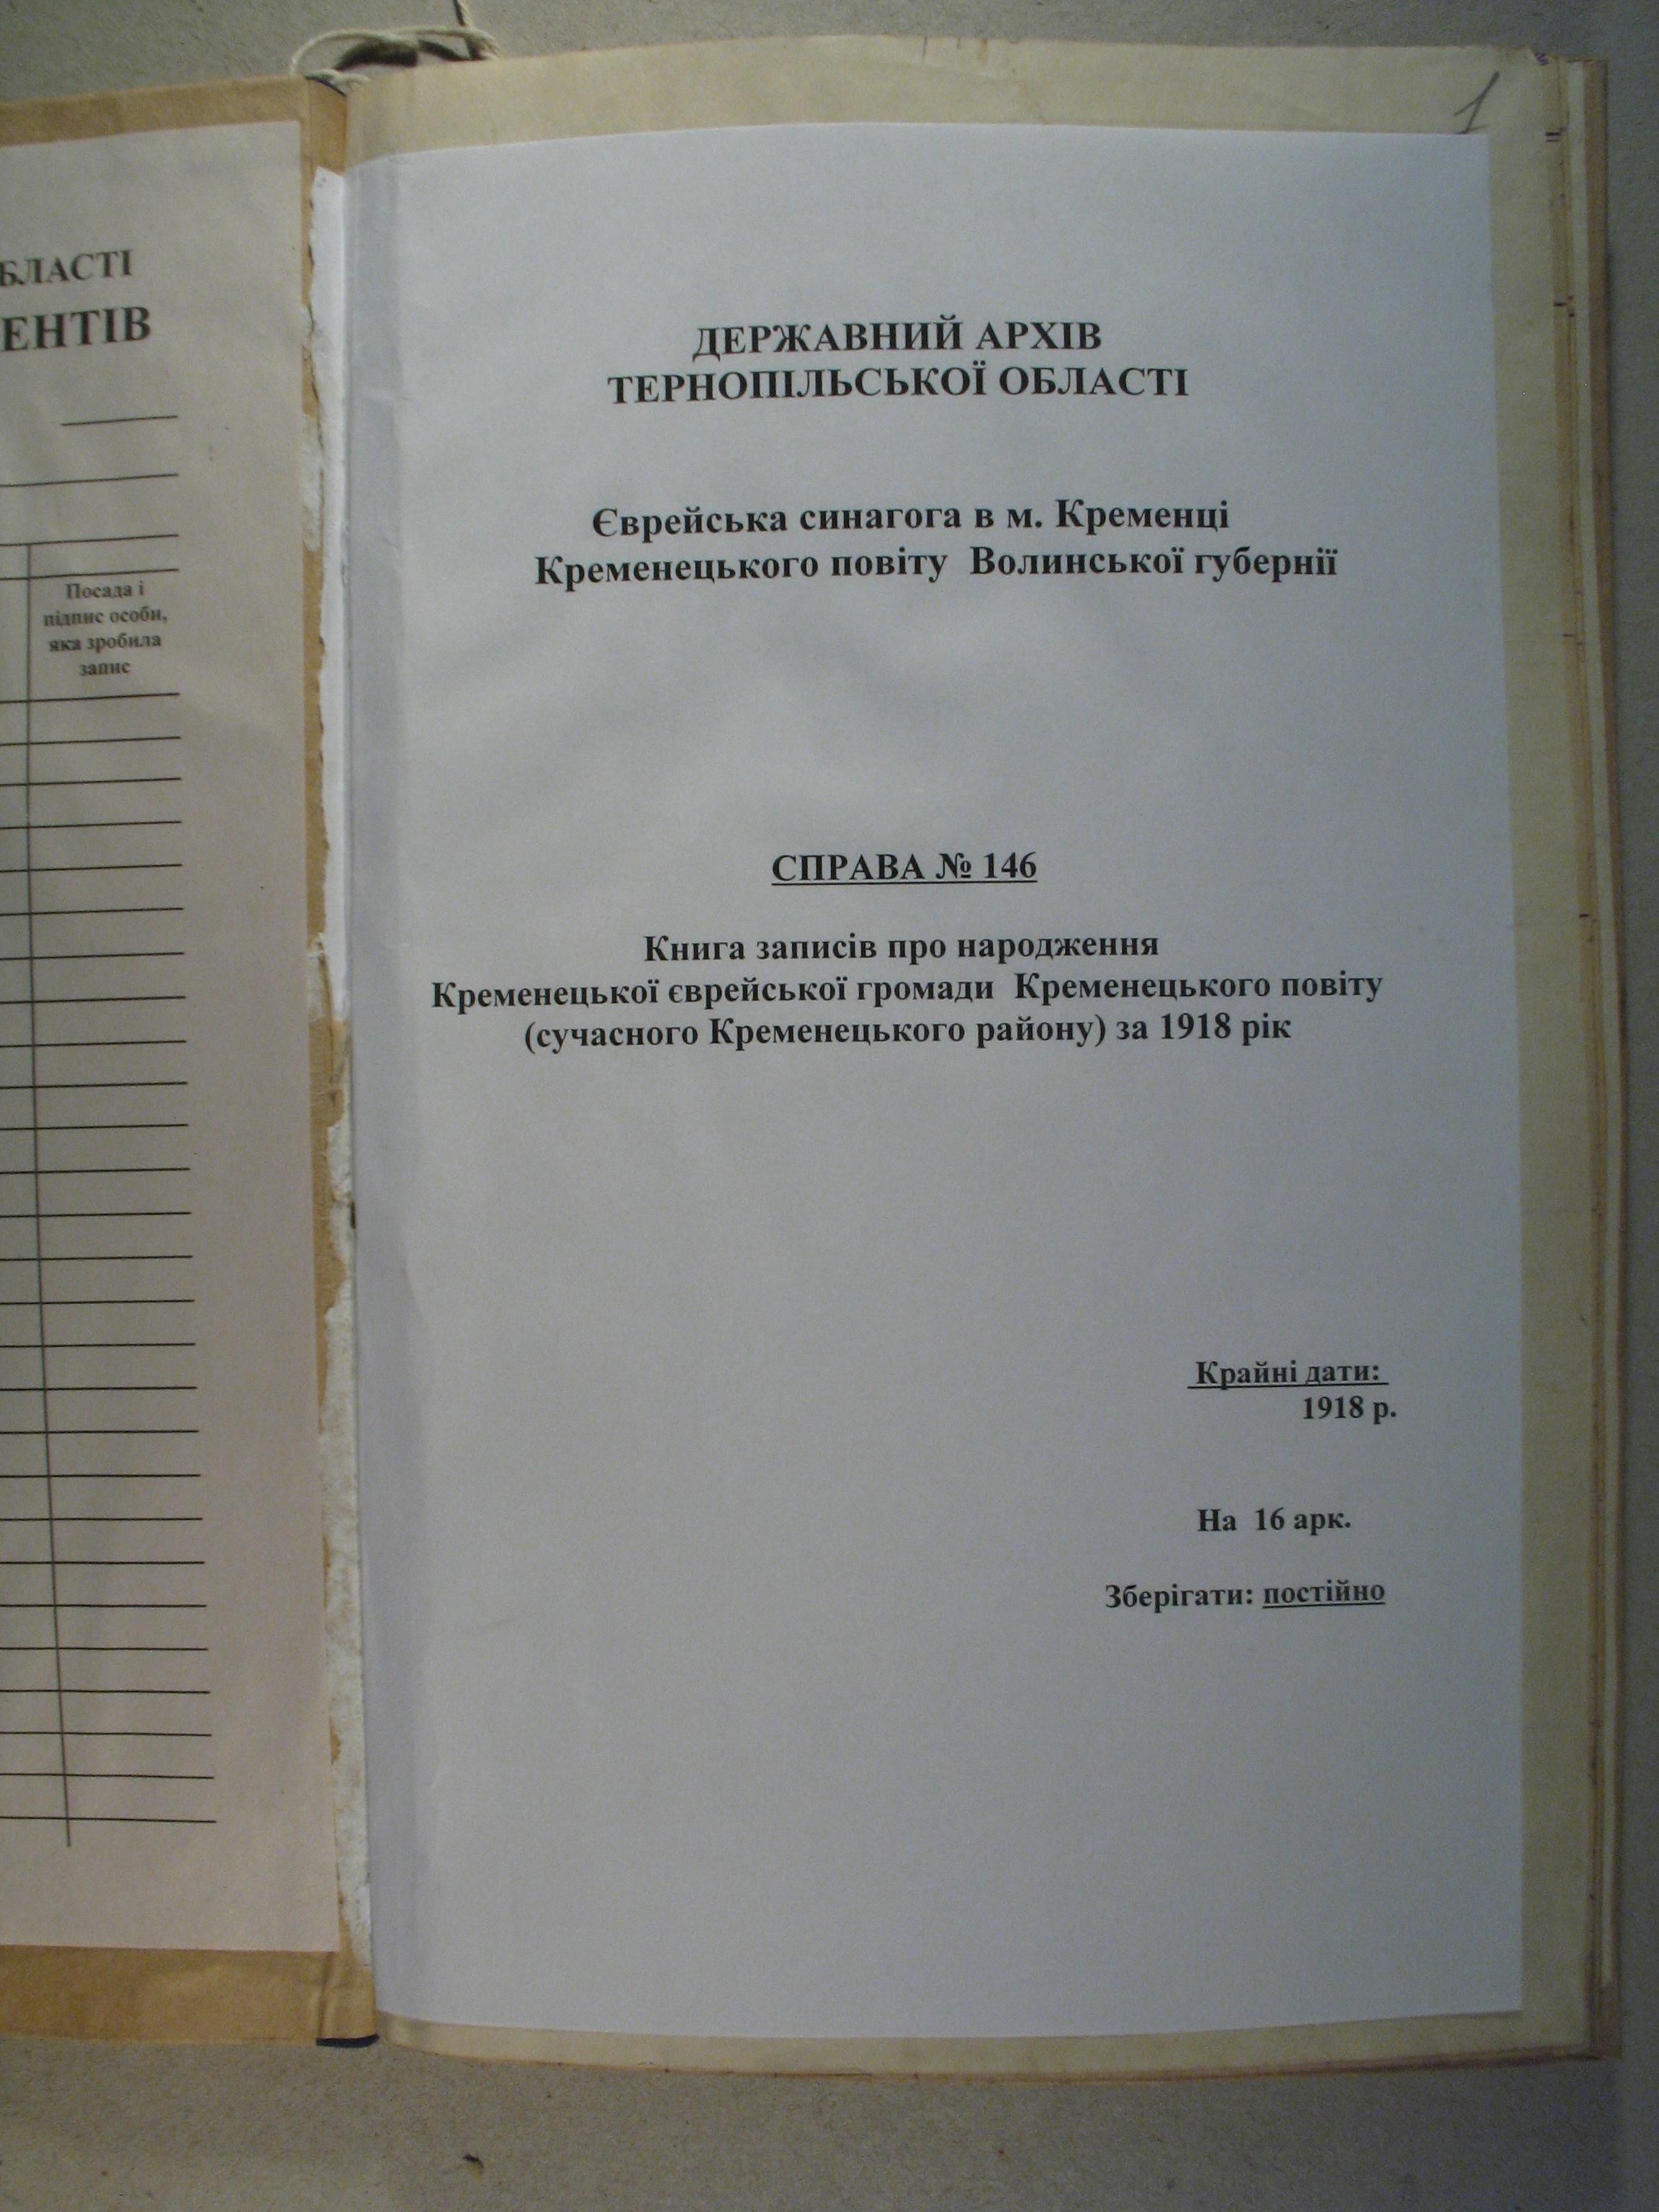 БЛАСТІ
ЕНТІВ
Посада і
підпис особи,
яка зробила
запис
1
ДЕРЖАВНИЙ АРХІВ
ТЕРНОПІЛЬСЬКОЇ ОБЛАСТІ
Єврейська синагога в м. Кременці
Кременецького повіту Волинської губернії
СПРАВА № 146
Книга записів про народження
Кременецької єврейської громади Кременецького повіту
(сучасного Кременецького району) за 1918 рік
Крайні дати:
1918 р.
На 16 арк.
Зберігати: постійно